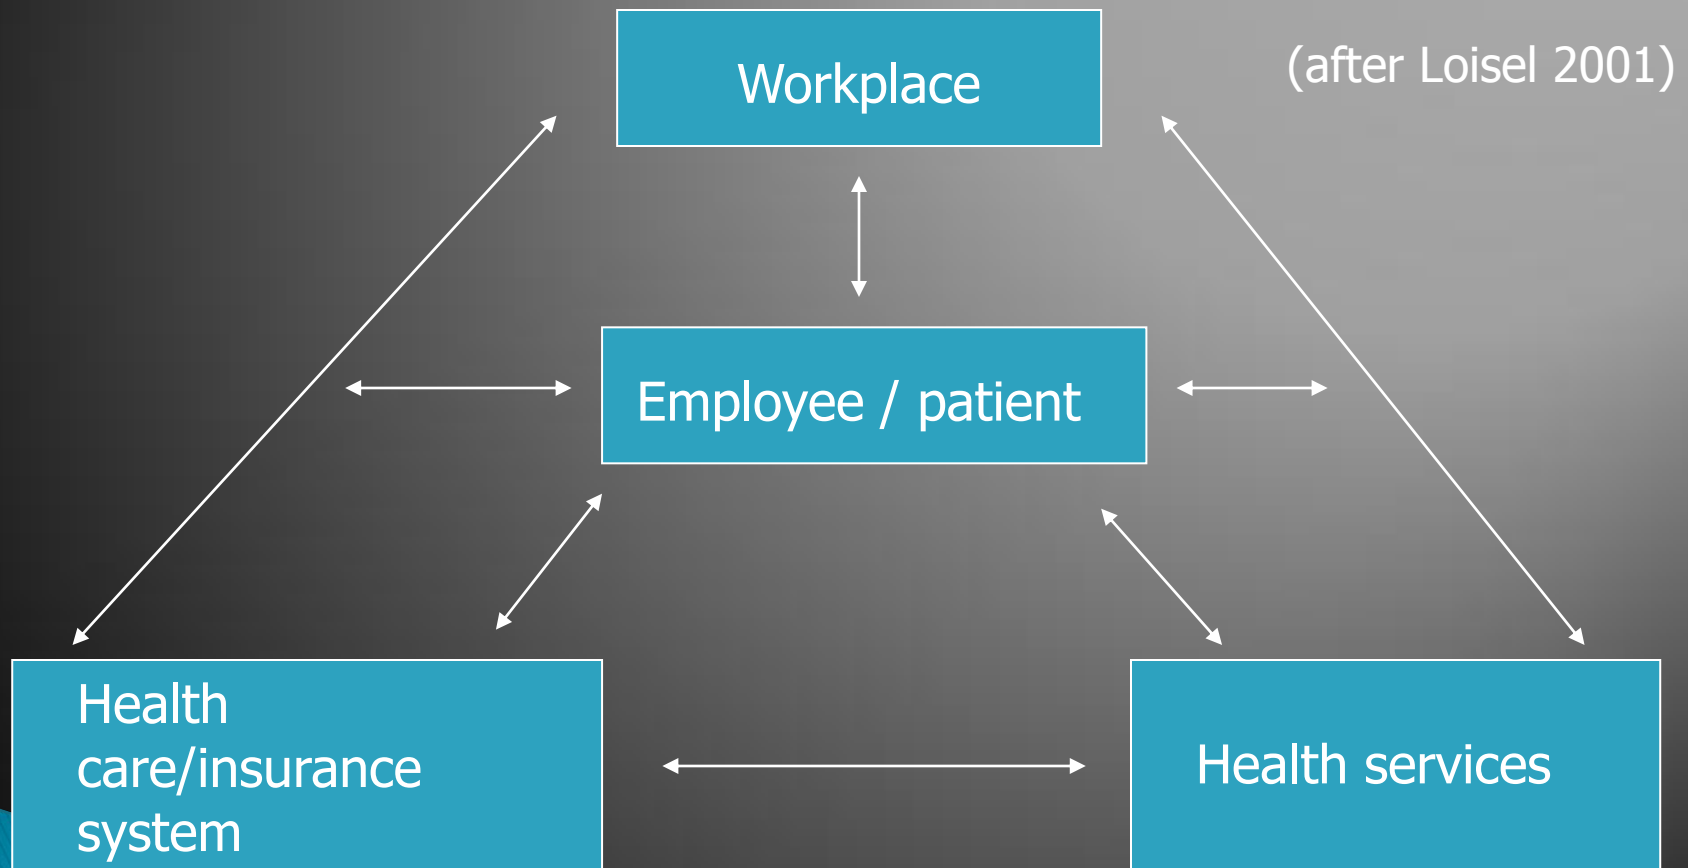 Workplace
(after Loisel 2001)
Employee / patient
Health
care/insurance
system
Health services